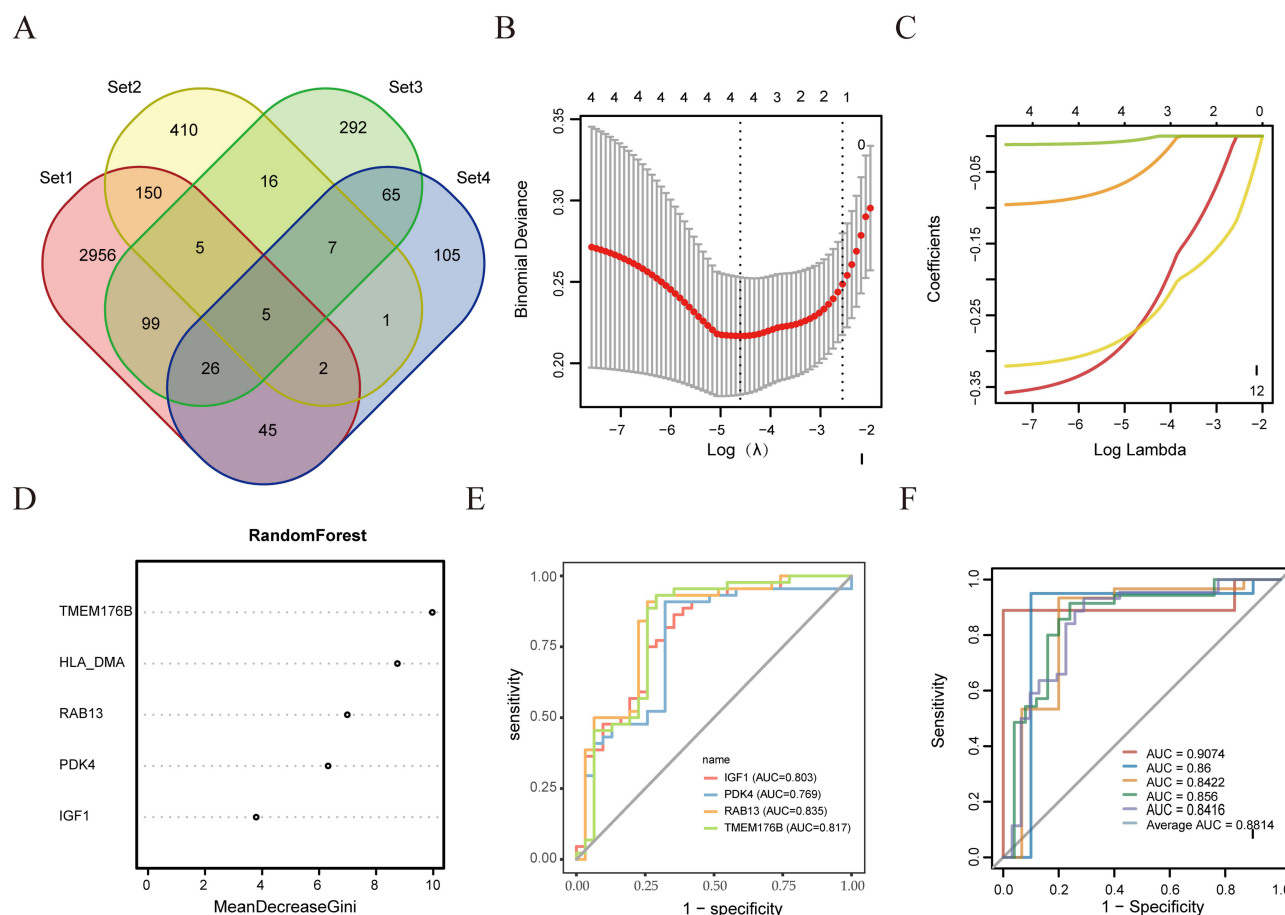 A
Set1
Set2
Set3
Set4
410
292
150
16
65
2956
5
7
105
99
5
1
26
2
45
B
4 4 4 4 4 4 4 4 3 2 2 1
0
Binomial Deviance
0.35
0.30
0.25
0.20
−7 −6 −5 −4 −3 −2
Log (λ)
C
4 4 4 3 2 0
Coefficients
−0.05
−0.15
−0.25
−0.35
12
−7 −6 −5 −4 −3 −2
Log Lambda
D
RandomForest
TMEM176B
HLA_DMA
RAB13
PDK4
IGF1
0 2 4 6 8 10
MeanDecreaseGini
E
sensitivity
1.00
0.75
0.50
0.25
0.00
name
IGF1 (AUC=0.803)
PDK4 (AUC=0.769)
RAB13 (AUC=0.835)
TMEM176B (AUC=0.817)
0.00 0.25 0.50 0.75 1.00
1 − specificity
F
Sensitivity
1.0
0.8
0.6
0.4
0.2
0.0
AUC = 0.9074
AUC = 0.86
AUC = 0.8422
AUC = 0.856
AUC = 0.8416
Average AUC = 0.8814
0.0 0.2 0.4 0.6 0.8 1.0
1 - Specificity